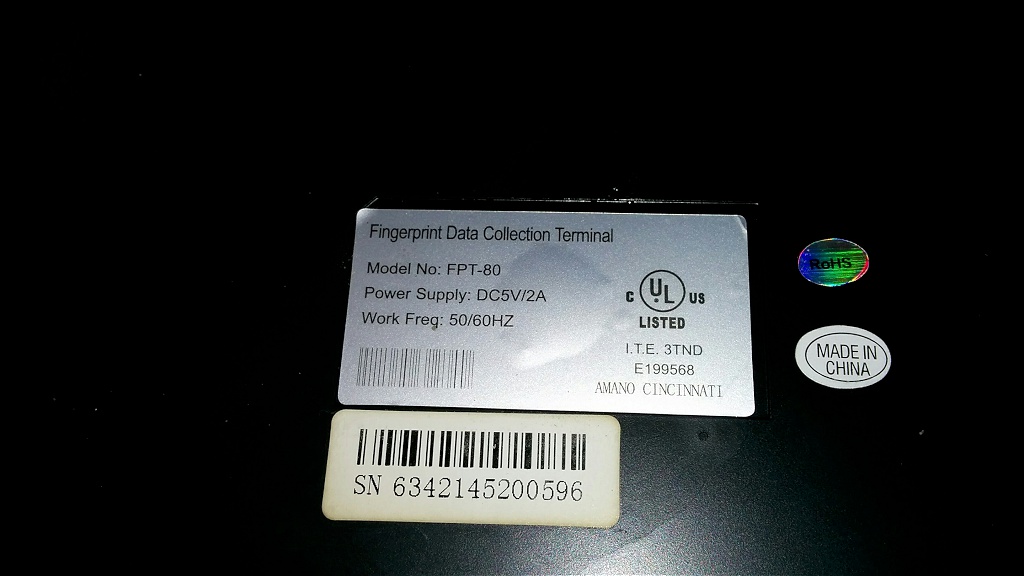 Fingerprint Data Collection Terminal
Model No: FPT-80
Power Supply: DC5V/2A
Work Freq: 50/60HZ
C UL US
LISTED
I.T.E. 3TND
E199568
AMANO CINCINNATI
SN 6342145200596
RoHS
MADE IN
CHINA